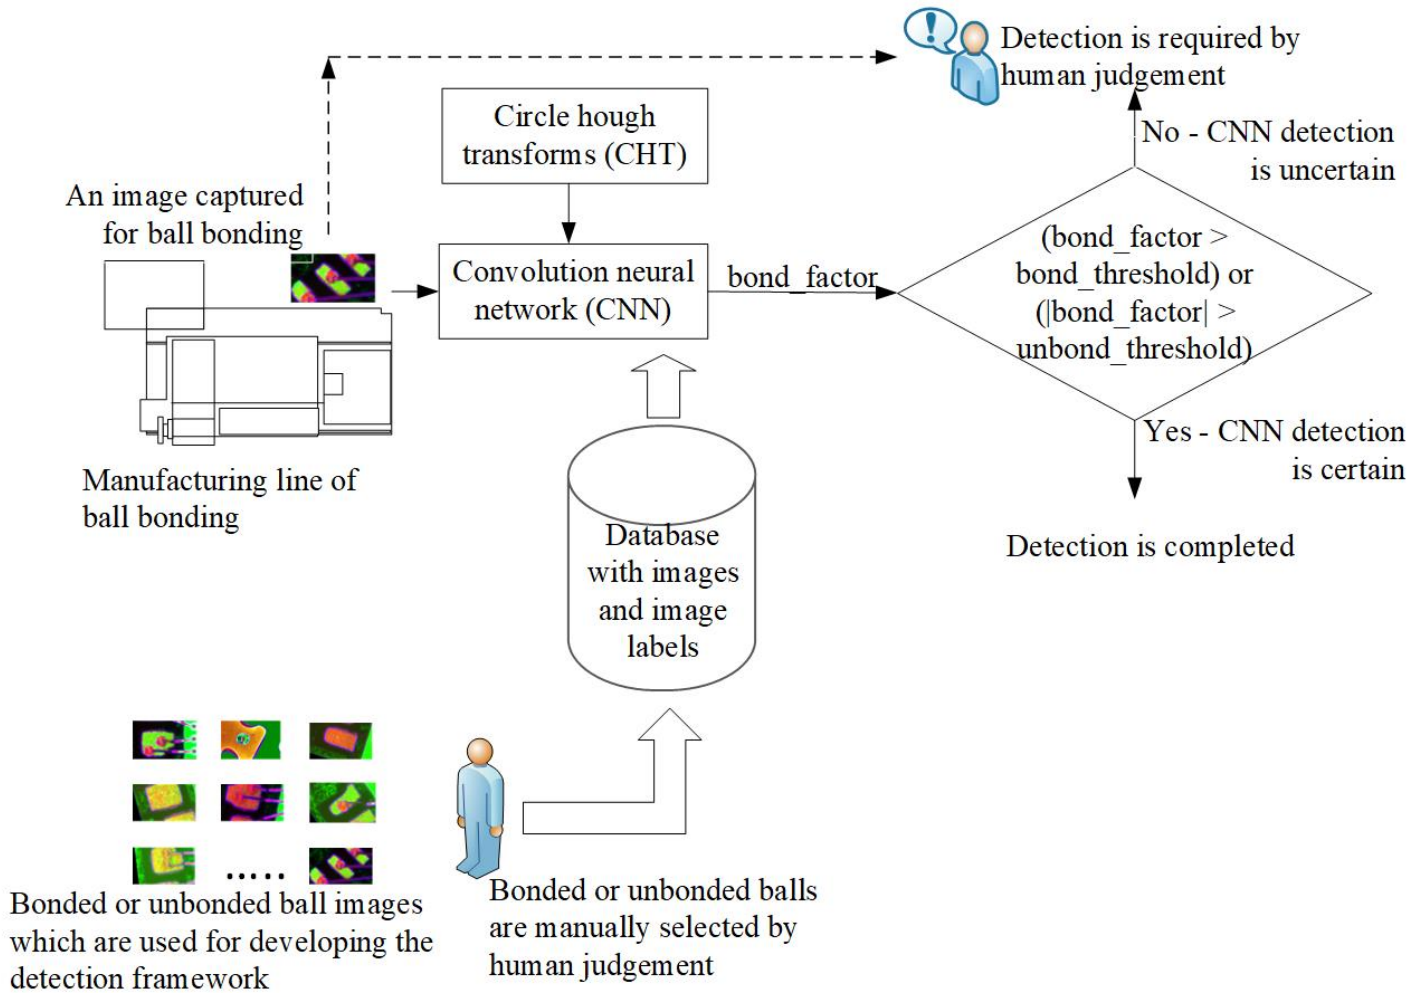 Detection is required by
human judgement
Circle hough
transforms (CHT)
No - CNN detection
is uncertain
An image captured
for ball bonding
Convolution neural
network (CNN)
bond_factor
(bond_factor >
bond_threshold) or
(|bond_factor| >
unbond_threshold)
Yes - CNN detection
is certain
Manufacturing line of
ball bonding
Detection is completed
Database
with images
and image
labels
.....
Bonded or unbonded ball images
which are used for developing the
detection framework
Bonded or unbonded balls
are manually selected by
human judgement